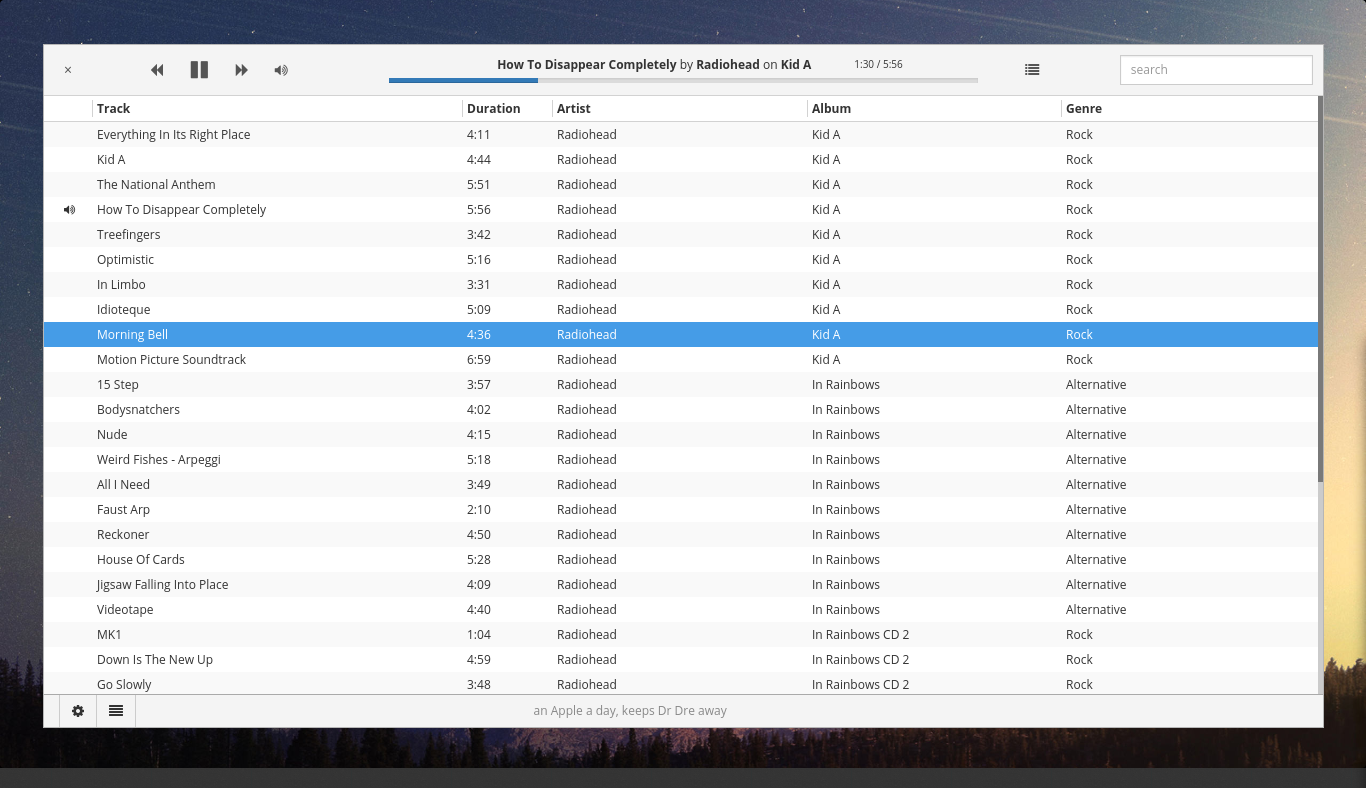 × How To Disappear Completely by Radiohead on Kid A 1:30 / 5:56 search
Track Duration Artist Album Genre
Everything In Its Right Place 4:11 Radiohead Kid A Rock
Kid A 4:44 Radiohead Kid A Rock
The National Anthem 5:51 Radiohead Kid A Rock
How To Disappear Completely 5:56 Radiohead Kid A Rock
Treefingers 3:42 Radiohead Kid A Rock
Optimistic 5:16 Radiohead Kid A Rock
In Limbo 3:31 Radiohead Kid A Rock
Idioteque 5:09 Radiohead Kid A Rock
Morning Bell 4:36 Radiohead Kid A Rock
Motion Picture Soundtrack 6:59 Radiohead Kid A Rock
15 Step 3:57 Radiohead In Rainbows Alternative
Bodysnatchers 4:02 Radiohead In Rainbows Alternative
Nude 4:15 Radiohead In Rainbows Alternative
Weird Fishes - Arpeggi 5:18 Radiohead In Rainbows Alternative
All I Need 3:49 Radiohead In Rainbows Alternative
Faust Arp 2:10 Radiohead In Rainbows Alternative
Reckoner 4:50 Radiohead In Rainbows Alternative
House Of Cards 5:28 Radiohead In Rainbows Alternative
Jigsaw Falling Into Place 4:09 Radiohead In Rainbows Alternative
Videotape 4:40 Radiohead In Rainbows Alternative
MK1 1:04 Radiohead In Rainbows CD 2 Rock
Down Is The New Up 4:59 Radiohead In Rainbows CD 2 Rock
Go Slowly 3:48 Radiohead In Rainbows CD 2 Rock
an Apple a day, keeps Dr Dre away